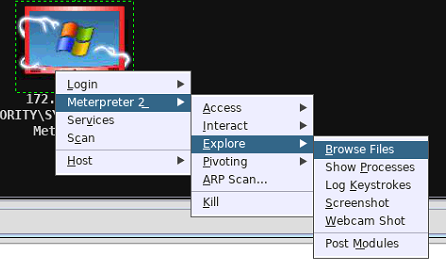 172.
ORITY\SY
Met
Login
Meterpreter 2
Services
Scan
Host
Access
Interact
Explore
Pivoting
ARP Scan...
Kill
Browse Files
Show Processes
Log Keystrokes
Screenshot
Webcam Shot
Post Modules